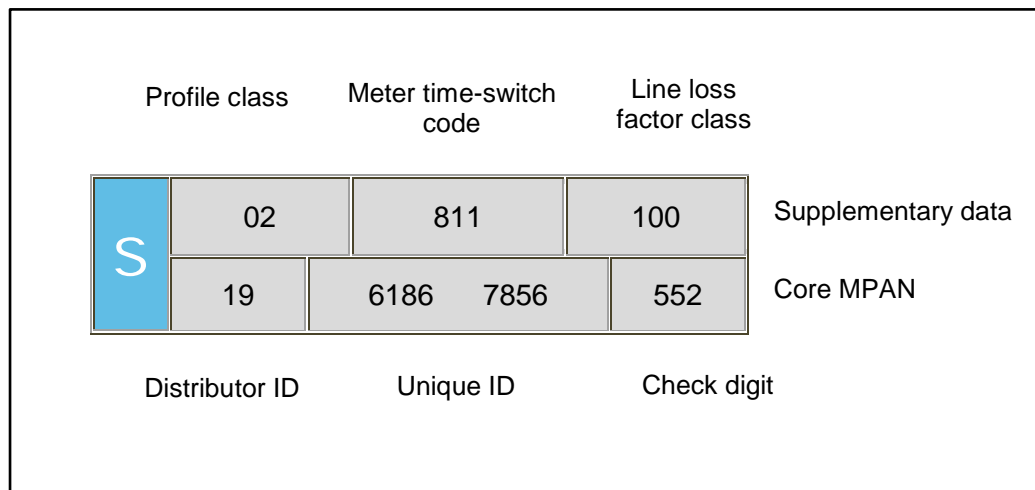 Profile class
Meter time-switch
code
Line loss
factor class
S
02 811 100
Supplementary data
19 6186 7856 552
Core MPAN
Distributor ID
Unique ID
Check digit